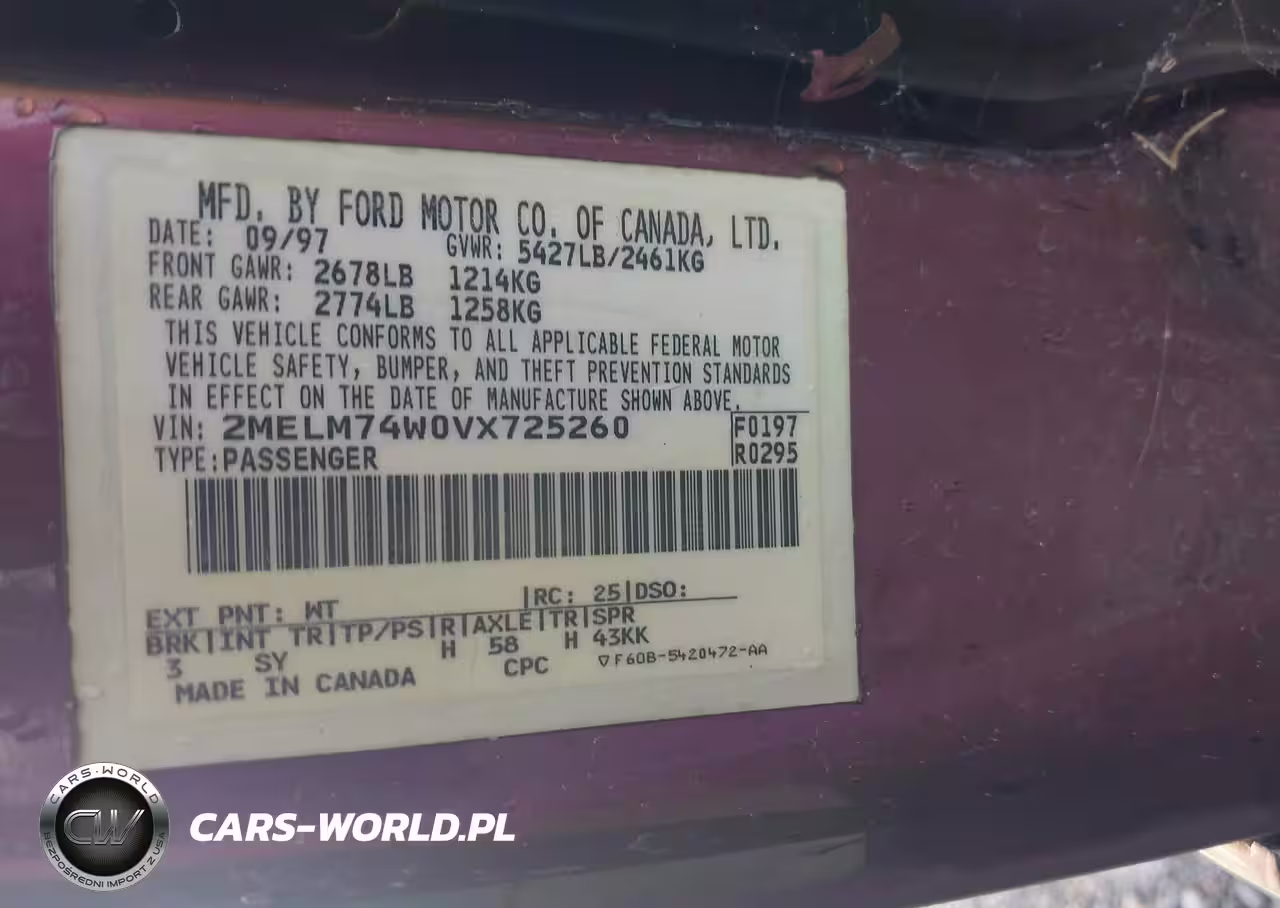 MFD. BY FORD MOTOR CO. OF CANADA, LTD.
DATE: 09/97 GVWR: 5427LB/2461KG
FRONT GAWR: 2678LB 1214KG
REAR GAWR: 2774LB 1258KG
THIS VEHICLE CONFORMS TO ALL APPLICABLE FEDERAL MOTOR
VEHICLE SAFETY, BUMPER, AND THEFT PREVENTION STANDARDS
IN EFFECT ON THE DATE OF MANUFACTURE SHOWN ABOVE.
VIN: 2MELM74W0VX725260 F0197
TYPE: PASSENGER R0295
EXT PNT: WT |RC: 25|DSO:
BRK|INT TR|TP/PS|R|AXLE|TR|SPR
3 SY H 58 H 43KK
MADE IN CANADA CPC ▽F60B-5420472-AA
CARS-WORLD
CW
BEZPOŚREDNI IMPORT Z USA
CARS-WORLD.PL